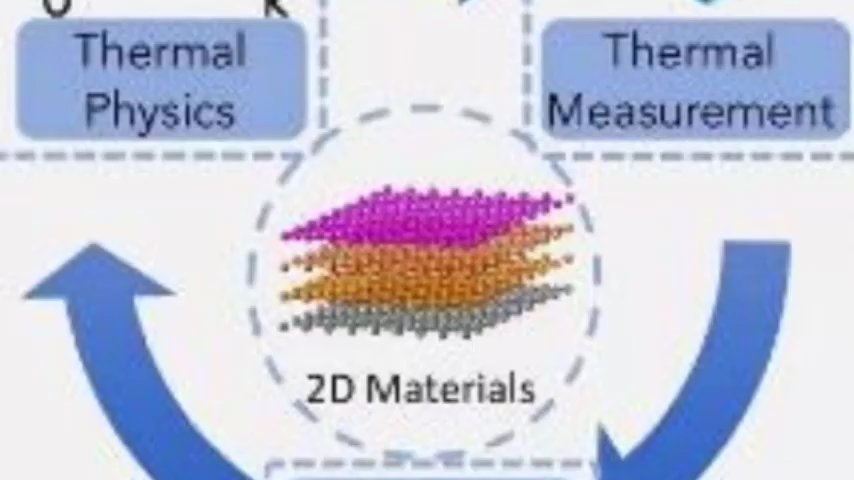 Thermal
Physics
Thermal
Measurement
2D Materials